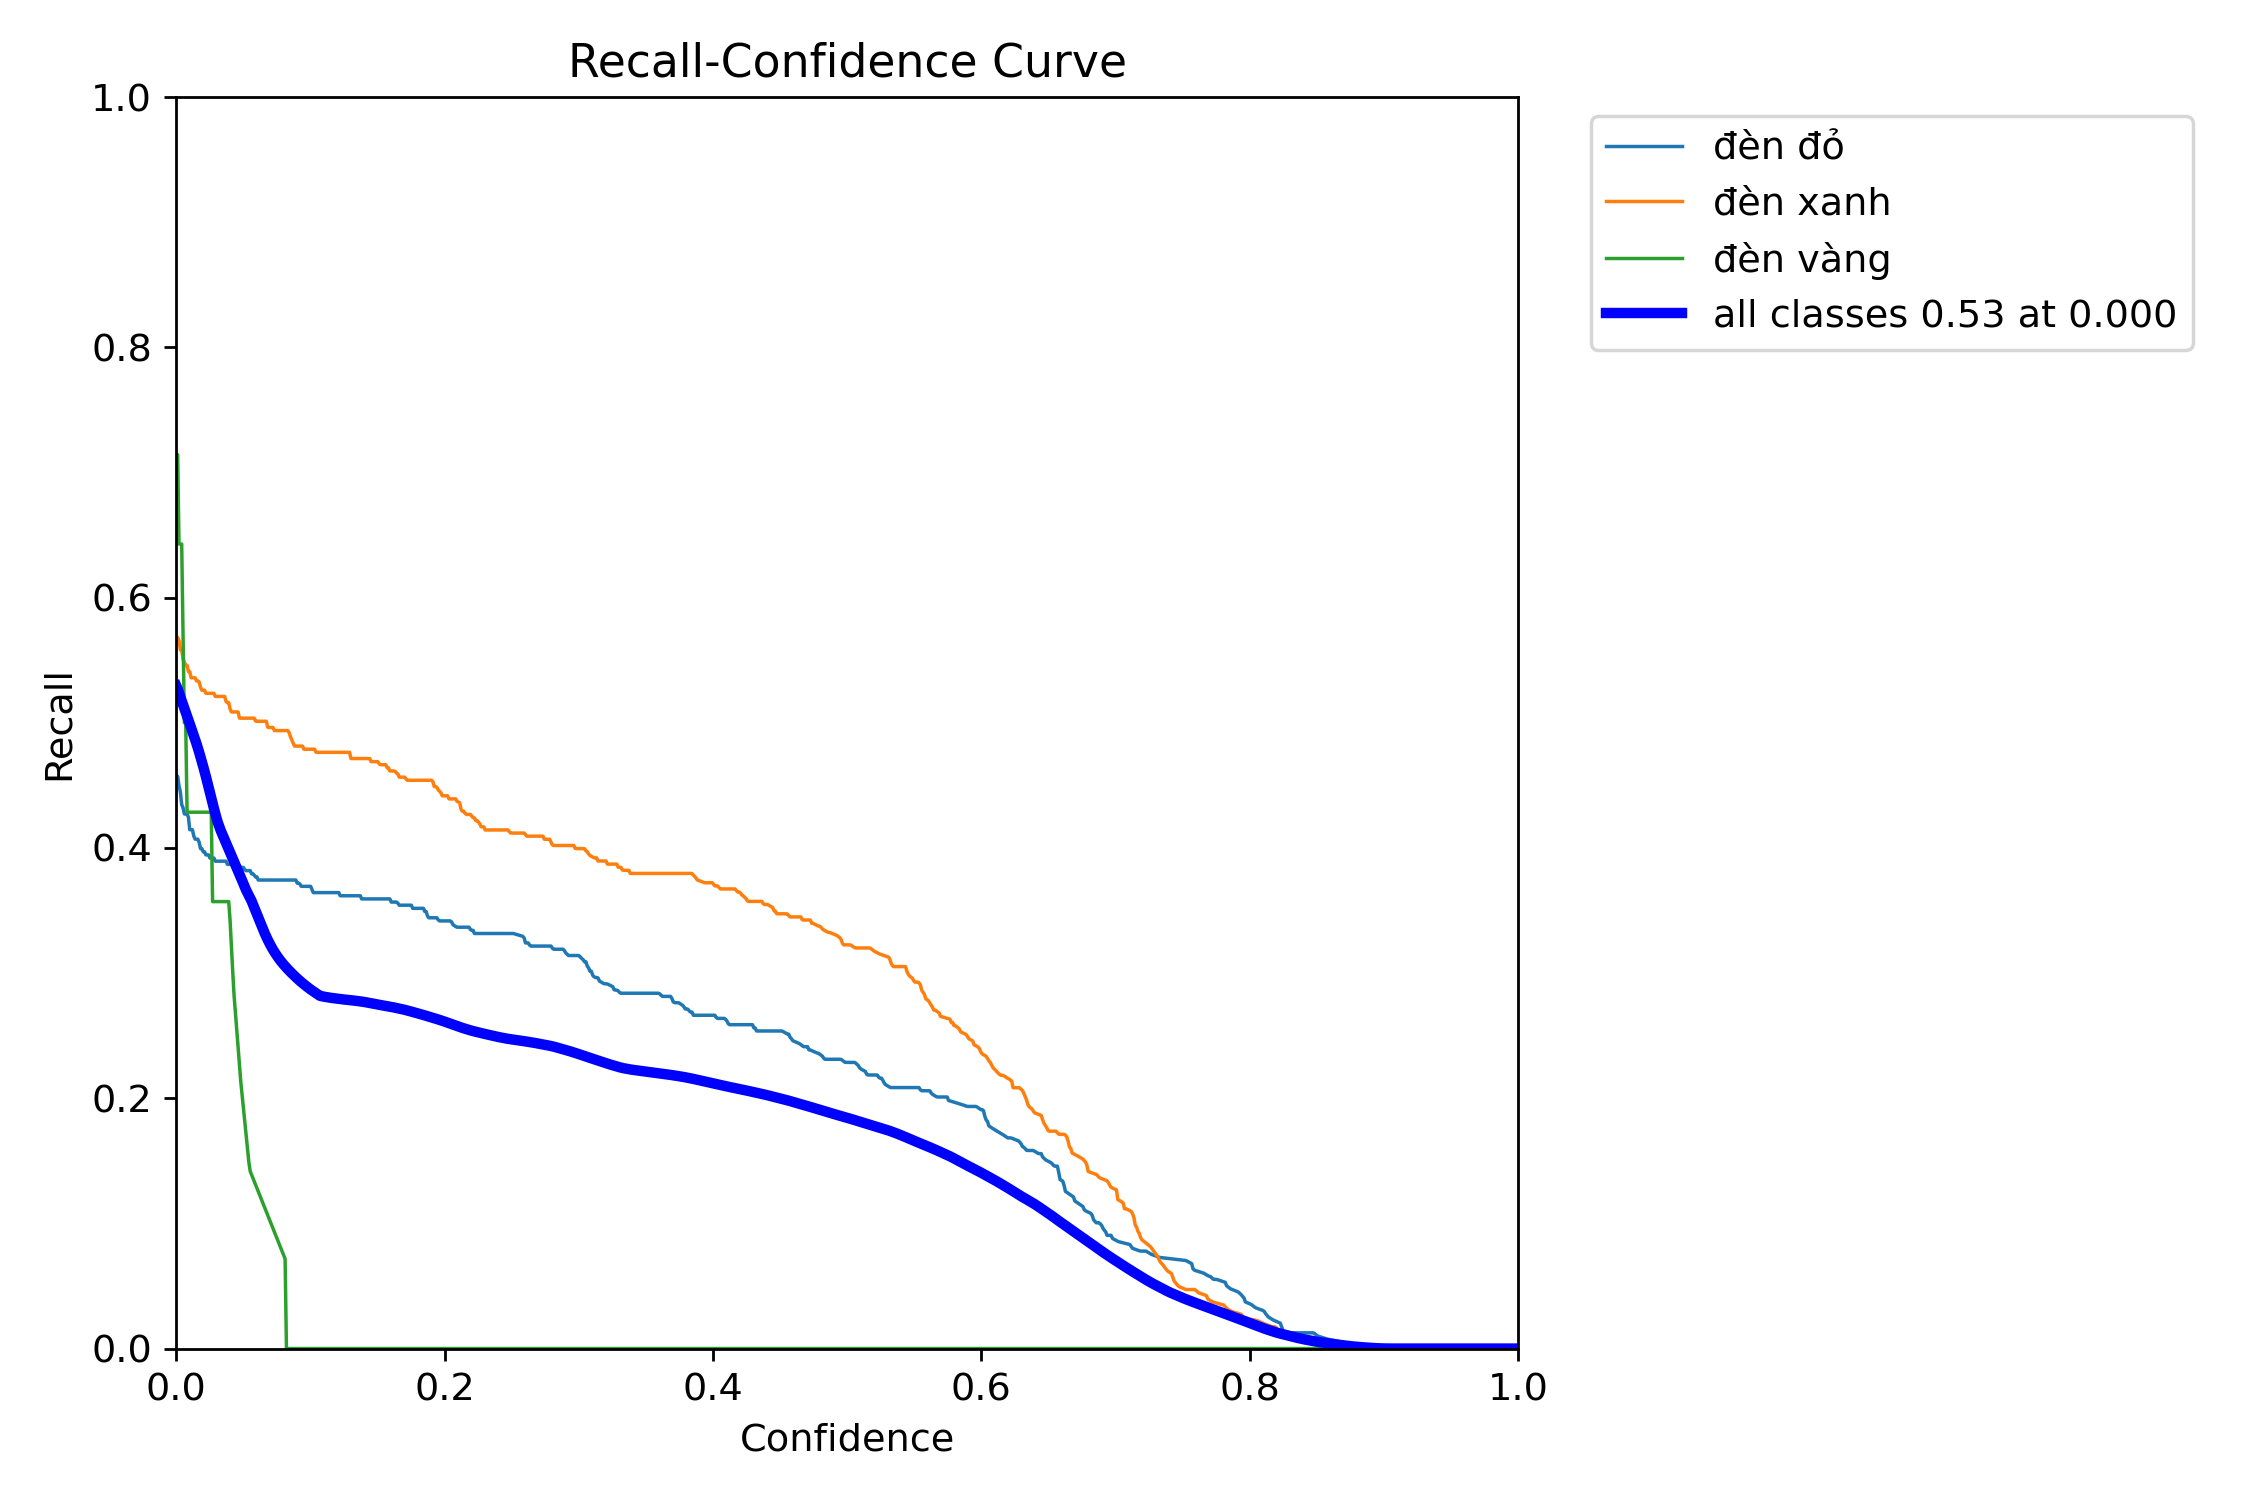 Recall-Confidence Curve
1.0
0.8
0.6
0.4
0.2
0.0
0.0 0.2 0.4 0.6 0.8 1.0
Recall
Confidence
đèn đỏ
đèn xanh
đèn vàng
all classes 0.53 at 0.000